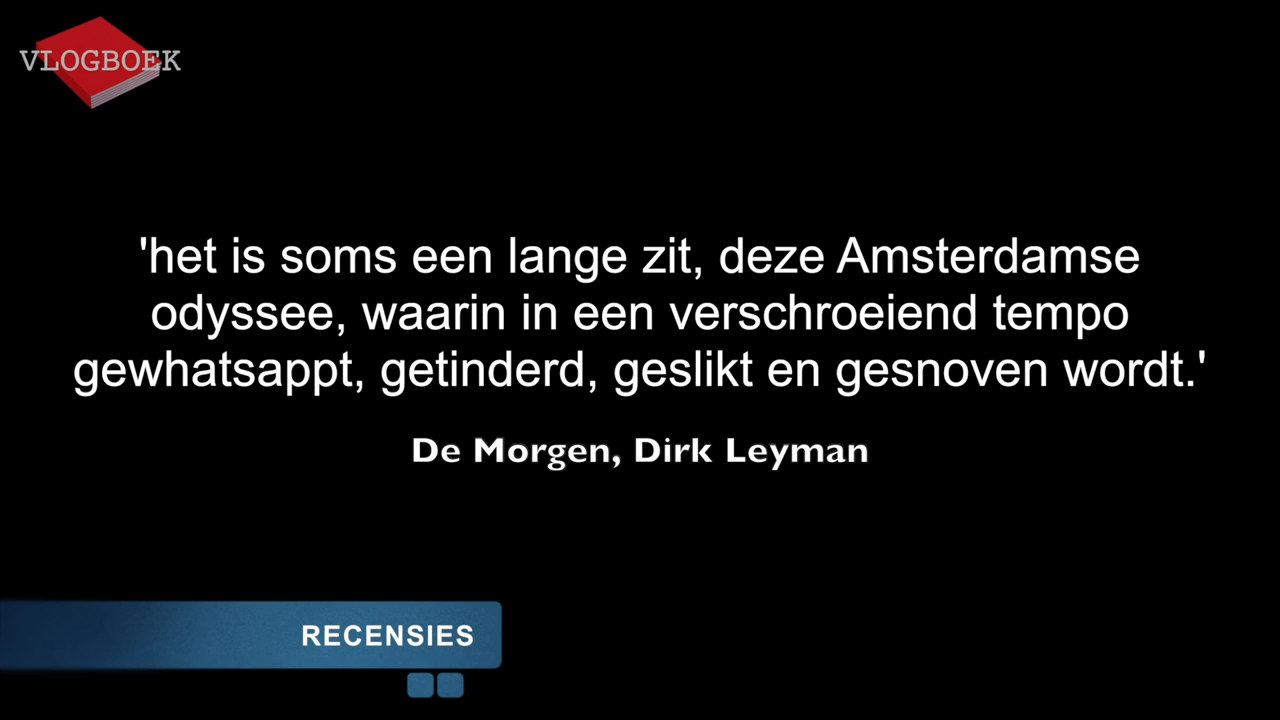 VLOGBOEK
'het is soms een lange zit, deze Amsterdamse
odyssee, waarin in een verschroeiend tempo
gewhatsappt, getinderd, geslikt en gesnoven wordt.'
De Morgen, Dirk Leyman
RECENSIES